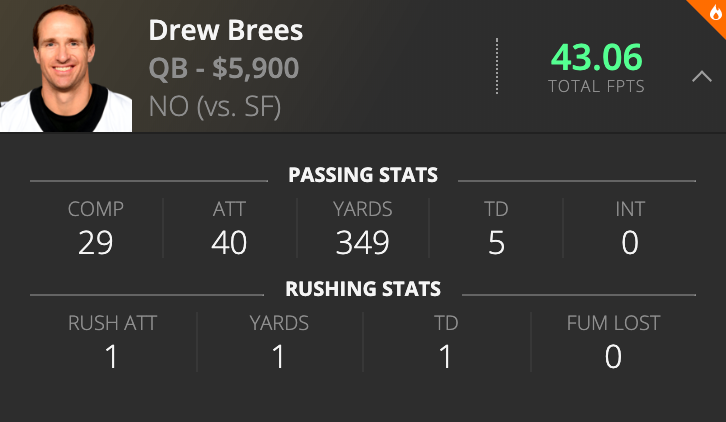 Drew Brees
QB - $5,900
NO (vs. SF)
43.06
TOTAL FPTS
PASSING STATS
COMP ATT YARDS TD INT
29 40 349 5 0
RUSHING STATS
RUSH ATT YARDS TD FUM LOST
1 1 1 0